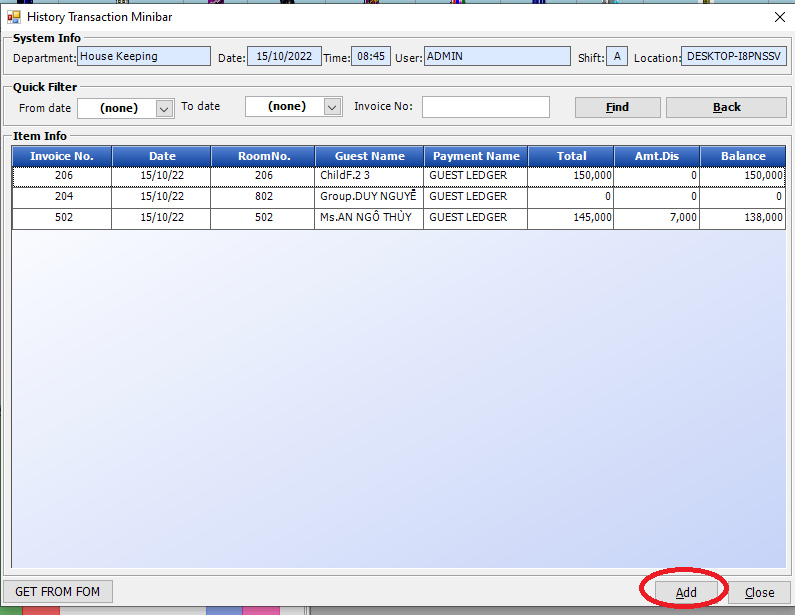 History Transaction Minibar
System Info
Department: House Keeping Date: 15/10/2022 Time: 08:45 User: ADMIN Shift: A Location: DESKTOP-I8PNSSV
Quick Filter
From date (none) To date (none) Invoice No: Find Back
Item Info
Invoice No. Date RoomNo. Guest Name Payment Name Total Amt.Dis Balance
206 15/10/22 206 ChildF.2 3 GUEST LEDGER 150,000 0 150,000
204 15/10/22 802 Group.DUY NGUYỄ GUEST LEDGER 0 0 0
502 15/10/22 502 Ms.AN NGÔ THÙY GUEST LEDGER 145,000 7,000 138,000
GET FROM FOM Add Close